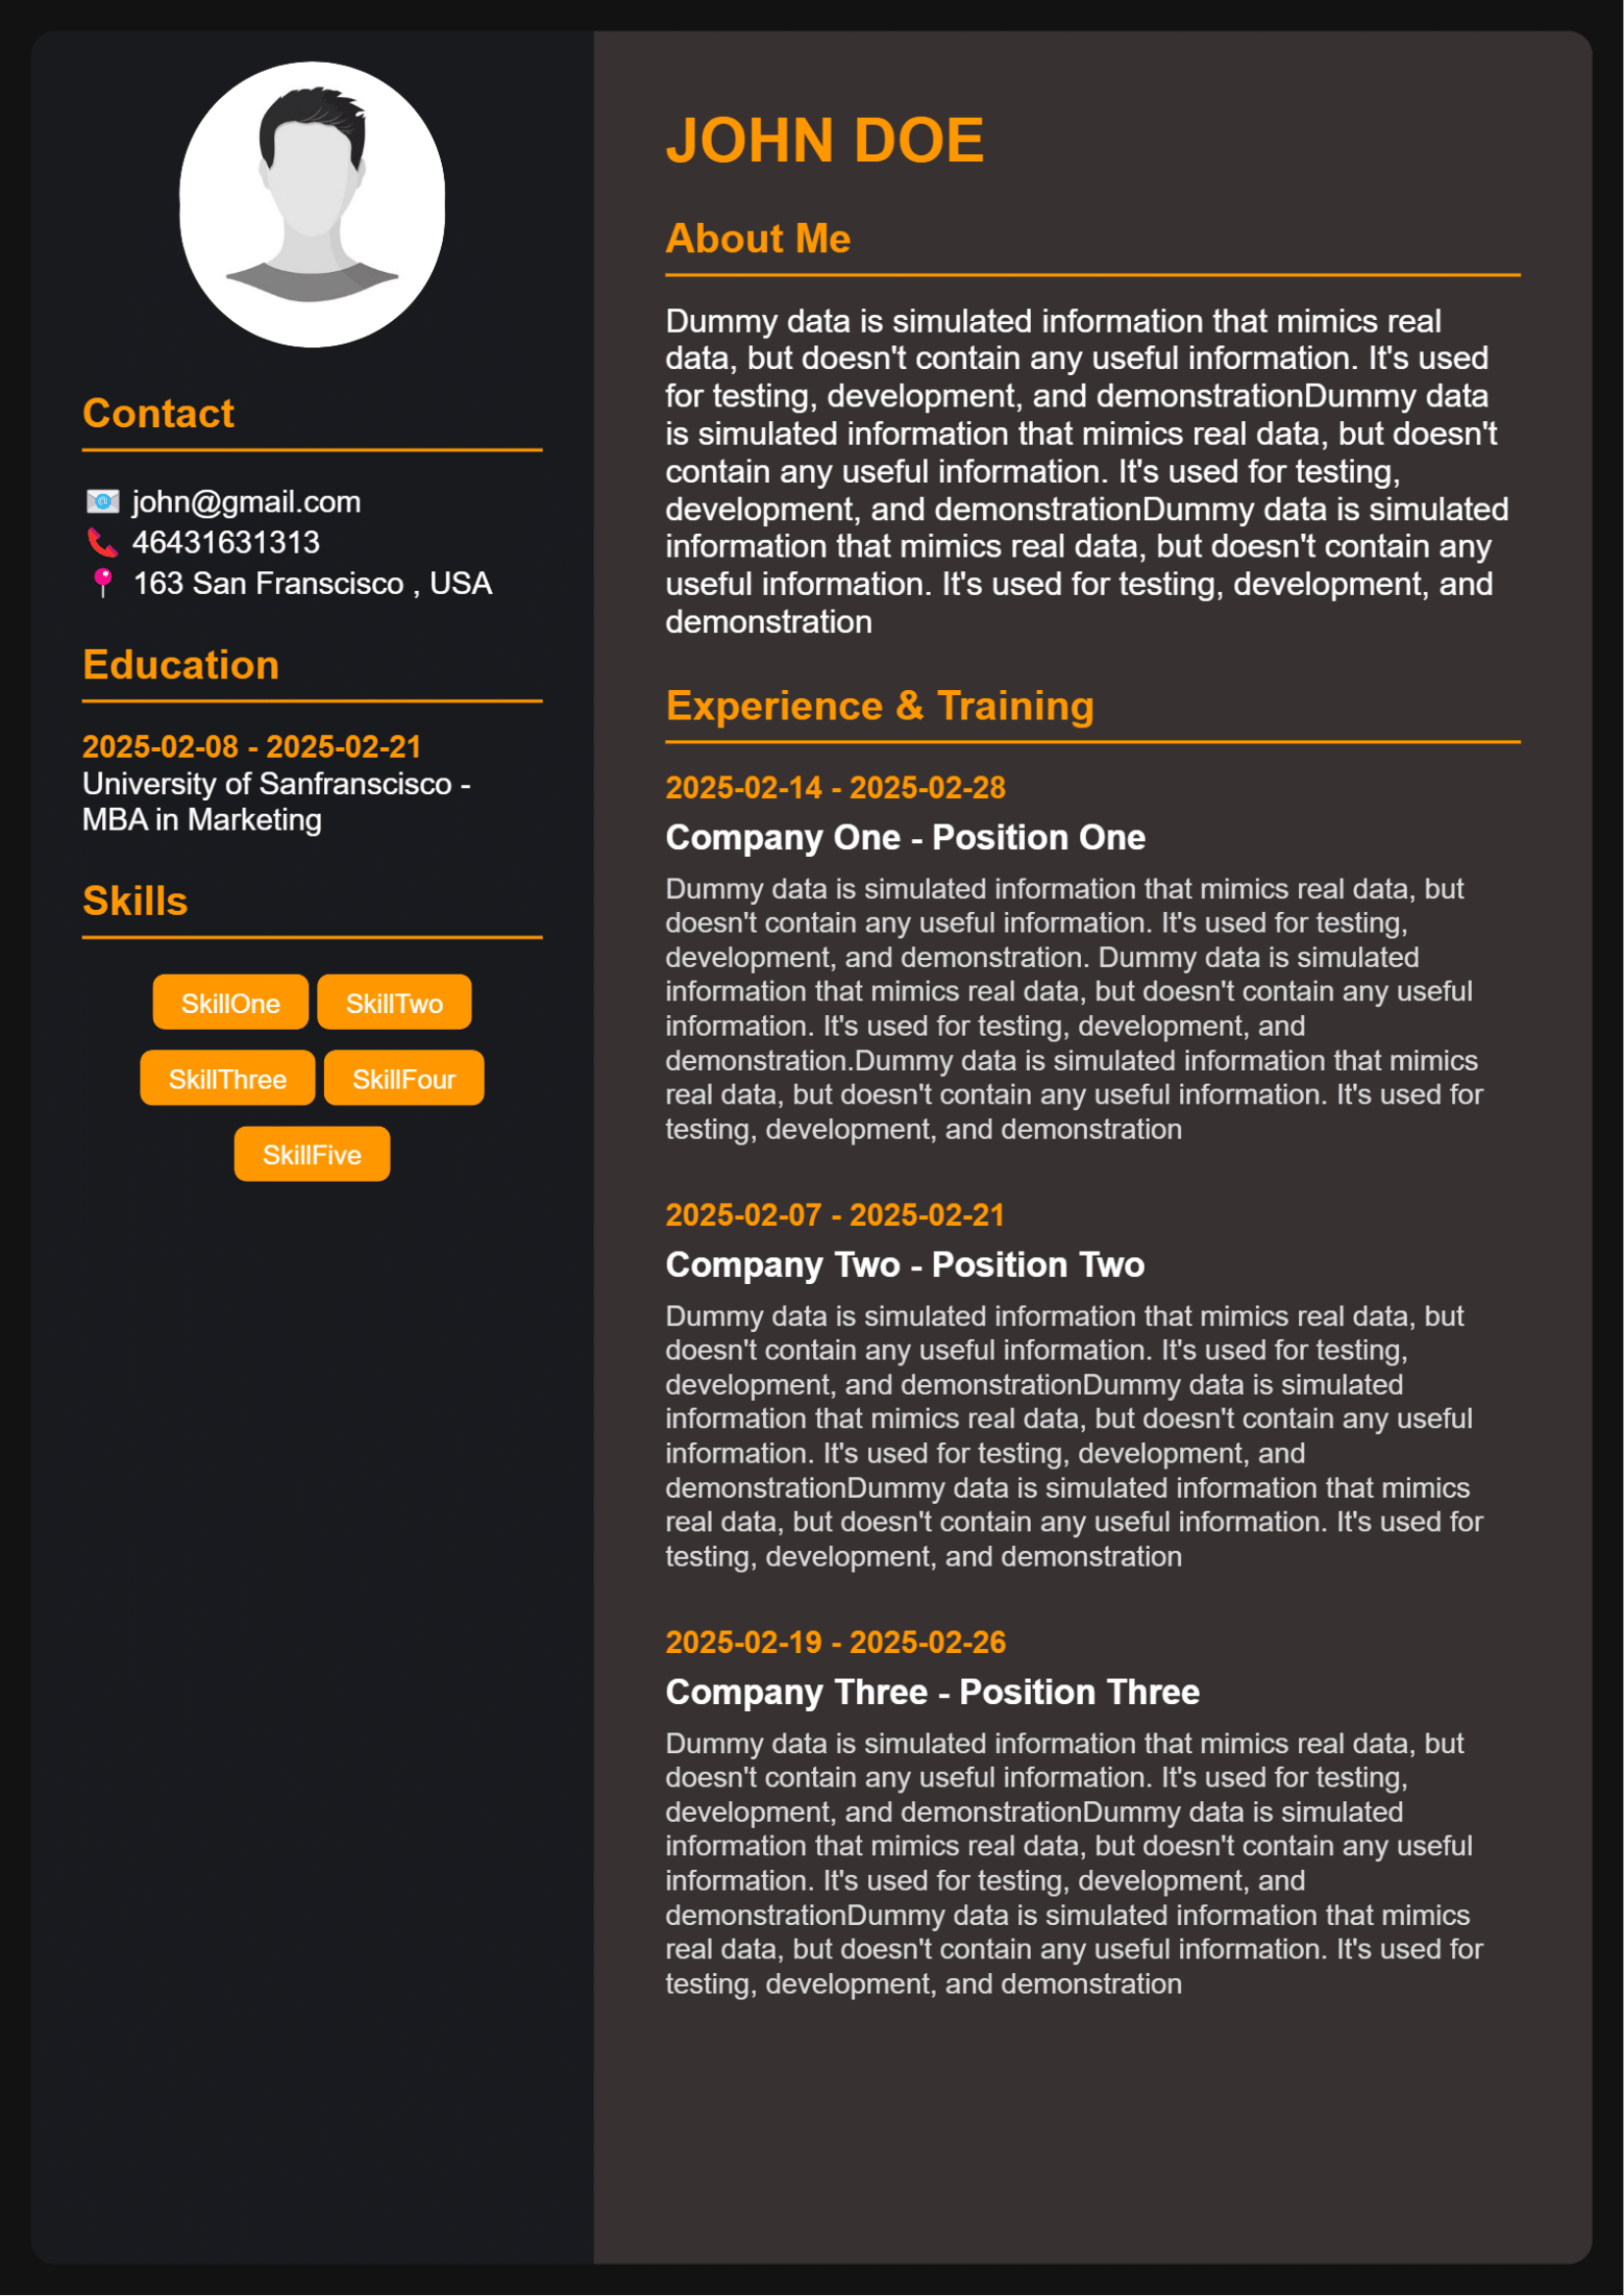 Contact
john@gmail.com
46431631313
163 San Franscisco , USA
Education
2025-02-08 - 2025-02-21
University of Sanfranscisco -
MBA in Marketing
Skills
SkillOne SkillTwo
SkillThree SkillFour
SkillFive
JOHN DOE
About Me
Dummy data is simulated information that mimics real
data, but doesn't contain any useful information. It's used
for testing, development, and demonstrationDummy data
is simulated information that mimics real data, but doesn't
contain any useful information. It's used for testing,
development, and demonstrationDummy data is simulated
information that mimics real data, but doesn't contain any
useful information. It's used for testing, development, and
demonstration
Experience & Training
2025-02-14 - 2025-02-28
Company One - Position One
Dummy data is simulated information that mimics real data, but
doesn't contain any useful information. It's used for testing,
development, and demonstration. Dummy data is simulated
information that mimics real data, but doesn't contain any useful
information. It's used for testing, development, and
demonstration.Dummy data is simulated information that mimics
real data, but doesn't contain any useful information. It's used for
testing, development, and demonstration
2025-02-07 - 2025-02-21
Company Two - Position Two
Dummy data is simulated information that mimics real data, but
doesn't contain any useful information. It's used for testing,
development, and demonstrationDummy data is simulated
information that mimics real data, but doesn't contain any useful
information. It's used for testing, development, and
demonstrationDummy data is simulated information that mimics
real data, but doesn't contain any useful information. It's used for
testing, development, and demonstration
2025-02-19 - 2025-02-26
Company Three - Position Three
Dummy data is simulated information that mimics real data, but
doesn't contain any useful information. It's used for testing,
development, and demonstrationDummy data is simulated
information that mimics real data, but doesn't contain any useful
information. It's used for testing, development, and
demonstrationDummy data is simulated information that mimics
real data, but doesn't contain any useful information. It's used for
testing, development, and demonstration